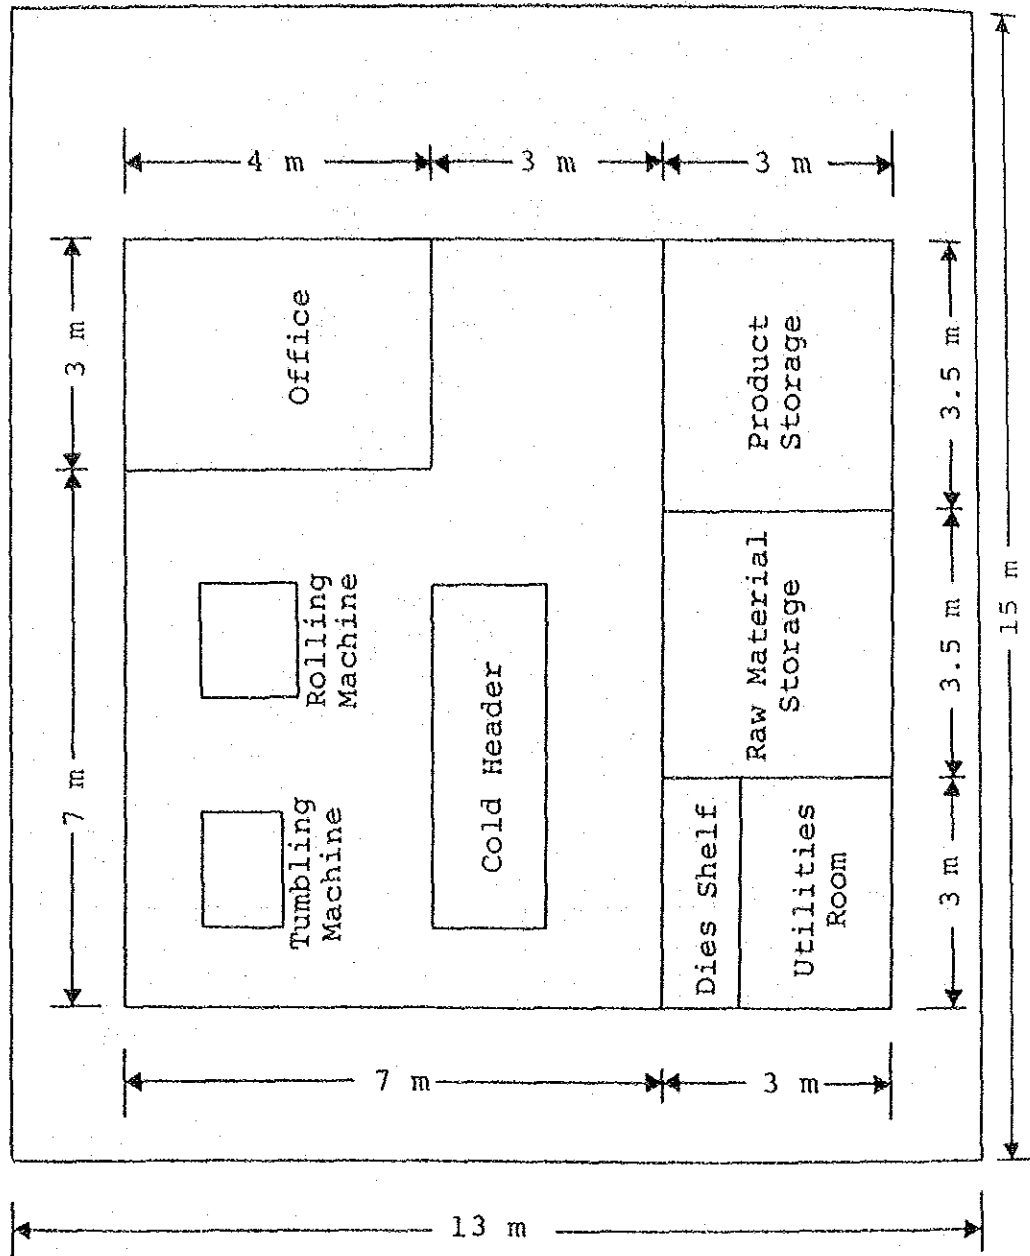 4 m
3 m
3 m
3 m
7 m
Office
Rolling
Machine
Tumbling
Machine
Cold Header
Product
Storage
Raw Material
Storage
Dies Shelf
Utilities
Room
3.5 m
3.5 m
3 m
15 m
7 m
3 m
13 m